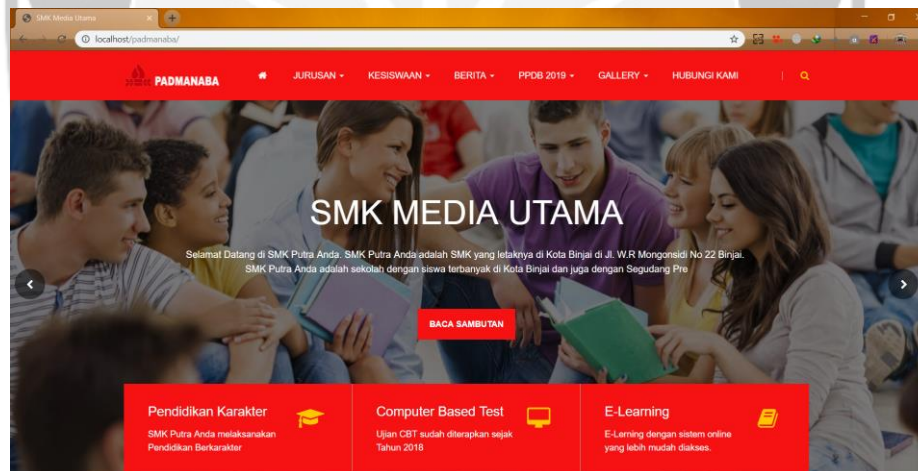 SMK Media Utama
localhost/padmanaba/
PADMANABA
JURUSAN
KESISWAAN
BERITA
PPDB 2019
GALLERY
HUBUNGI KAMI
SMK MEDIA UTAMA
Selamat Datang di SMK Putra Anda. SMK Putra Anda adalah SMK yang letaknya di Kota Binjai di Jl. W.R Mongonsidi No 22 Binjai.
SMK Putra Anda adalah sekolah dengan siswa terbanyak di Kota Binjai dan juga dengan Segudang Pre
BACA SAMBUTAN
Pendidikan Karakter
SMK Putra Anda melaksanakan
Pendidikan Berkarakter
Computer Based Test
Ujian CBT sudah diterapkan sejak
Tahun 2018
E-Learning
E-Lerning dengan sistem online
yang lebih mudah diakses.